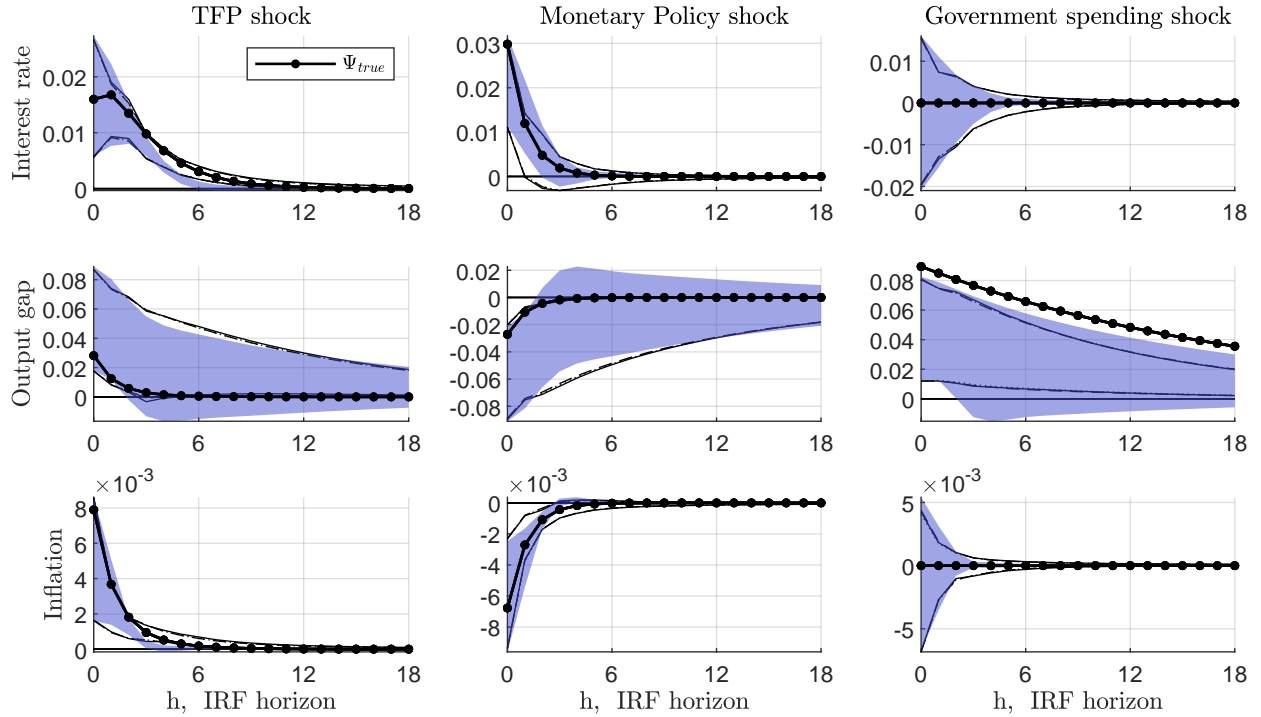 TFP shock
Monetary Policy shock
Government spending shock
Interest rate
0.02
0.01
0
0 6 12 18
Ψtrue
0.03
0.02
0.01
0
0 6 12 18
0.01
0
-0.01
-0.02
0 6 12 18
Output gap
0.08
0.06
0.04
0.02
0
0 6 12 18
0.02
0
-0.02
-0.04
-0.06
-0.08
0 6 12 18
0.08
0.06
0.04
0.02
0
0 6 12 18
Inflation
×10-3
8
6
4
2
0
0 6 12 18
h, IRF horizon
×10-3
0
-2
-4
-6
-8
0 6 12 18
h, IRF horizon
×10-3
5
0
-5
0 6 12 18
h, IRF horizon